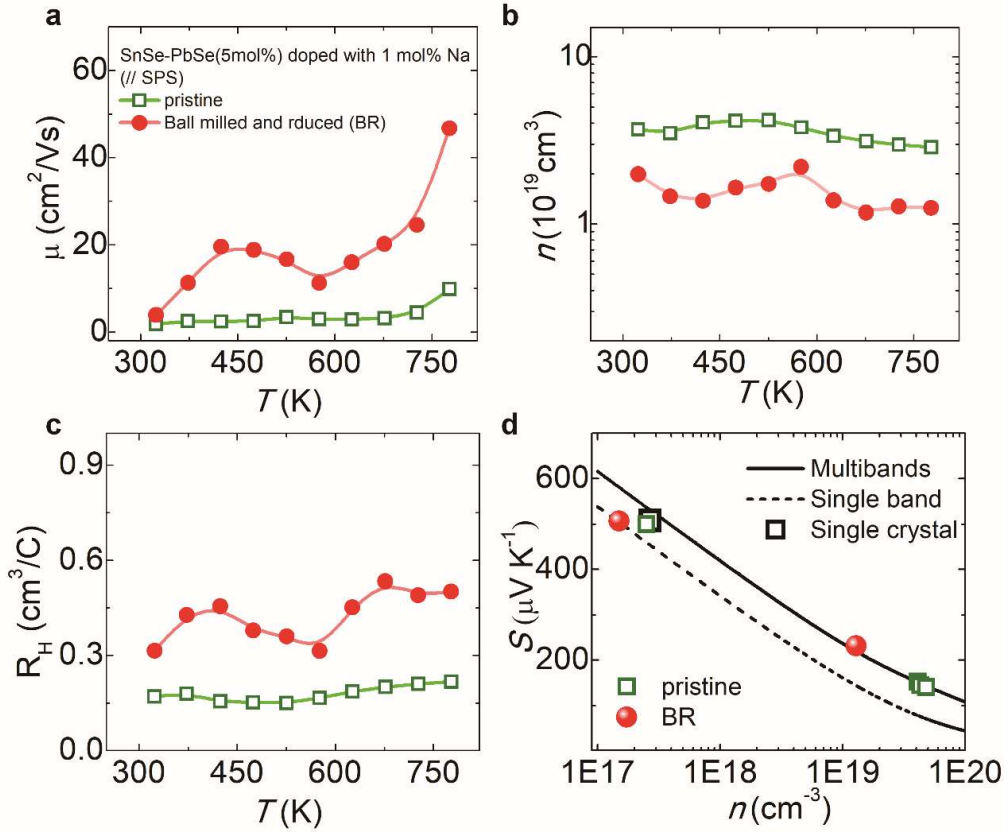 a
SnSe-PbSe(5mol%) doped with 1 mol% Na
(// SPS)
pristine
Ball milled and rduced (BR)
60
40
20
0
μ (cm²/Vs)
300 450 600 750
T (K)
b
10
1
n (10¹⁹cm³)
300 450 600 750
T (K)
c
0.9
0.6
0.3
0.0
R_H (cm³/C)
300 450 600 750
T (K)
d
Multibands
Single band
Single crystal
600
400
200
S (μV K⁻¹)
pristine
BR
1E17 1E18 1E19 1E20
n (cm⁻³)